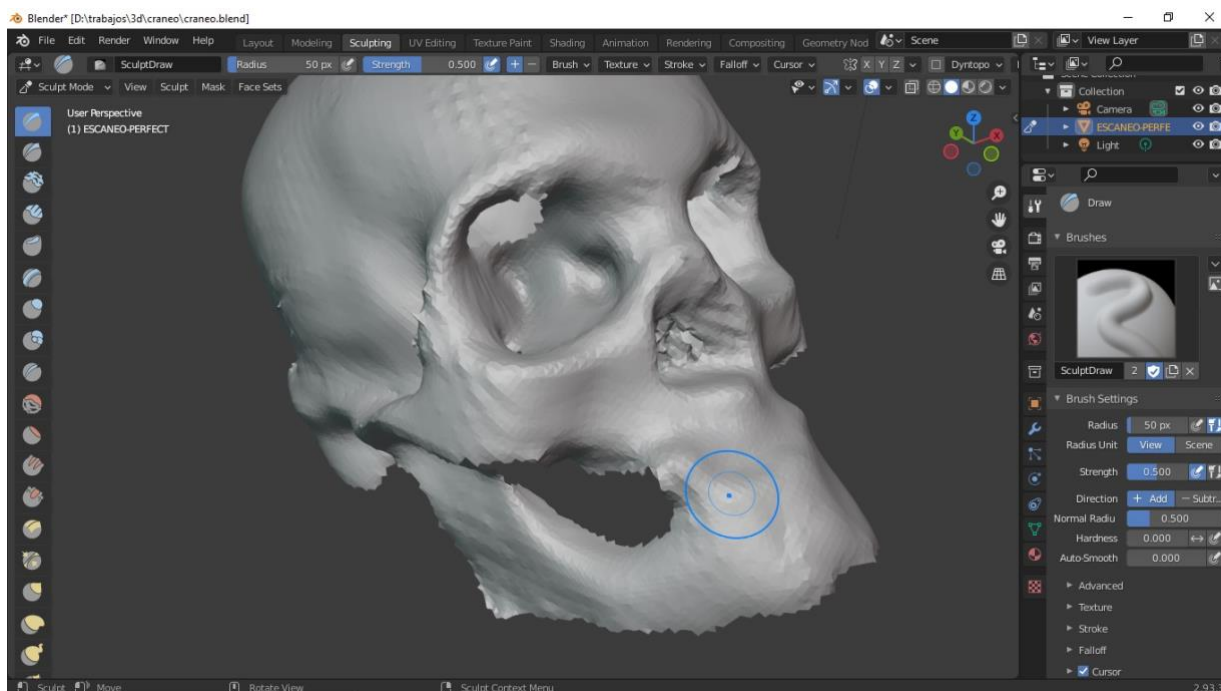 Blender* [D:\trabajos\3d\craneo\craneo.blend]
File Edit Render Window Help Layout Modeling Sculpting UV Editing Texture Paint Shading Animation Rendering Compositing Geometry Nod Scene View Layer
SculptDraw Radius 50 px Strength 0.500 Brush Texture Stroke Falloff Cursor X Y Z Dyntopo
Sculpt Mode View Sculpt Mask Face Sets
User Perspective
(1) ESCANEO-PERFECT
Z
Y
X
Scene Collection
Collection
Camera
ESCANEO-PERFE
Light
Draw
Brushes
SculptDraw 2
Brush Settings
Radius 50 px
Radius Unit View Scene
Strength 0.500
Direction + Add − Subtr..
Normal Radiu 0.500
Hardness 0.000
Auto-Smooth 0.000
Advanced
Texture
Stroke
Falloff
Cursor
Sculpt Move Rotate View Sculpt Context Menu